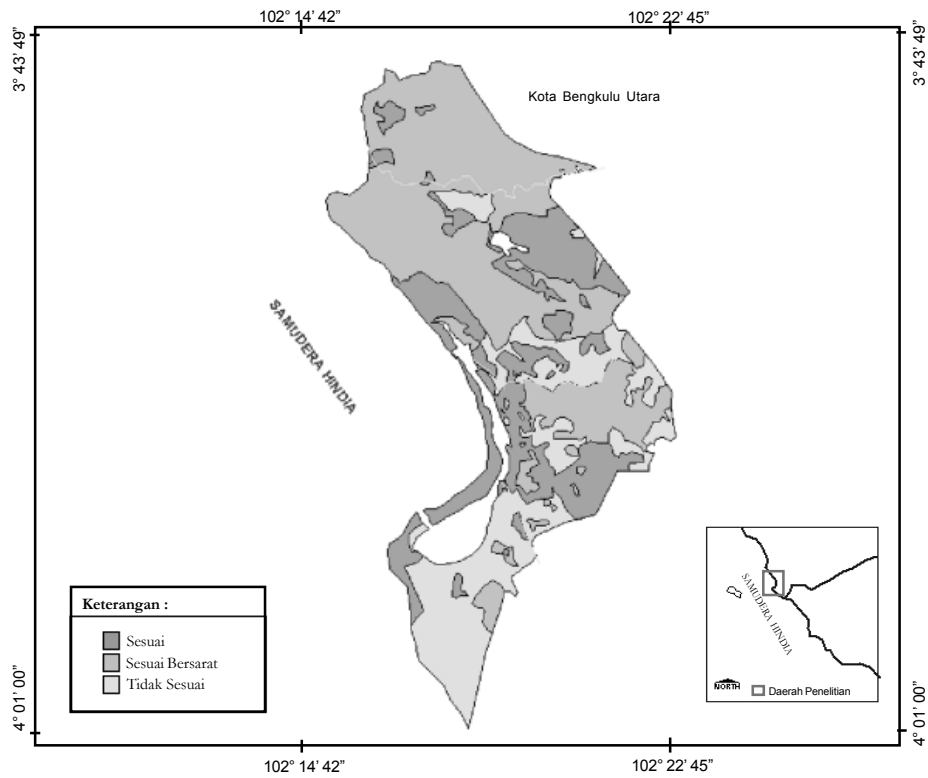 102° 14’ 42”
102° 22’ 45”
3° 43’ 49”
3° 43’ 49”
Kota Bengkulu Utara
SAMUDERA HINDIA
Keterangan :
Sesuai
Sesuai Bersarat
Tidak Sesuai
SAMUDERA HINDIA
NORTH
Daerah Penelitian
4° 01’ 00”
4° 01’ 00”
102° 14’ 42”
102° 22’ 45”